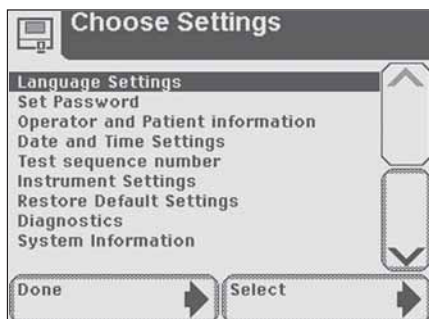 Choose Settings
Language Settings
Set Password
Operator and Patient information
Date and Time Settings
Test sequence number
Instrument Settings
Restore Default Settings
Diagnostics
System Information
Done
Select